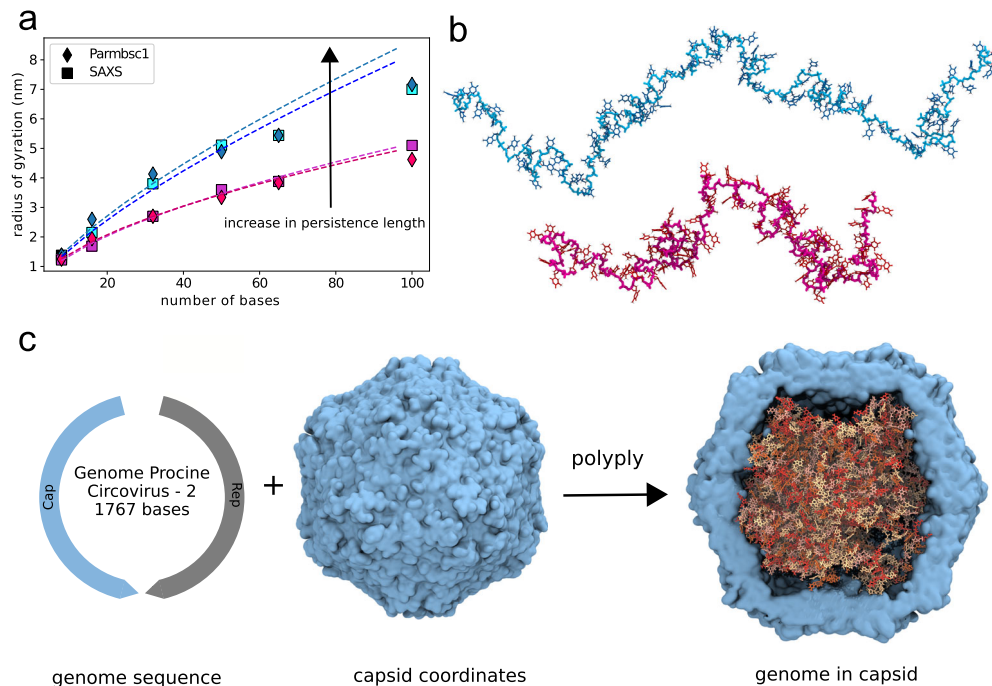 a
radius of gyration (nm)
8
7
6
5
4
3
2
1
Parmbsc1
SAXS
increase in persistence length
20
40
60
80
100
number of bases
b
c
Genome Procine
Circovirus - 2
1767 bases
Cap
Rep
+
polyply
genome sequence
capsid coordinates
genome in capsid